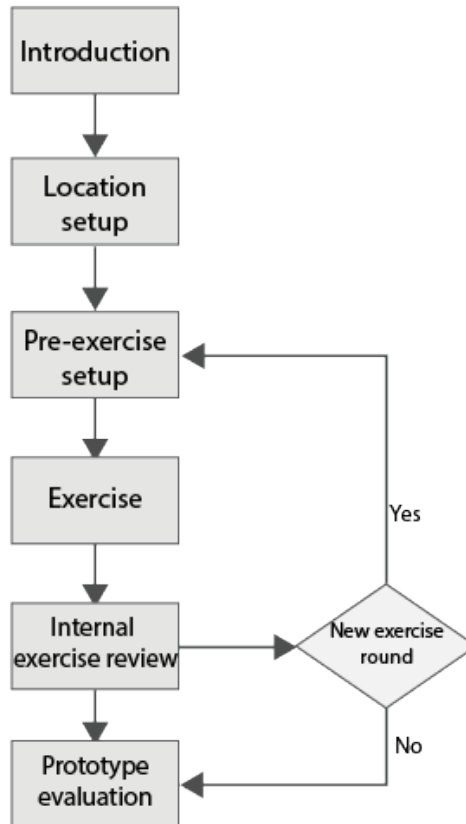 Introduction
Location
setup
Pre-exercise
setup
Exercise
Yes
Internal
exercise review
New exercise
round
No
Prototype
evaluation